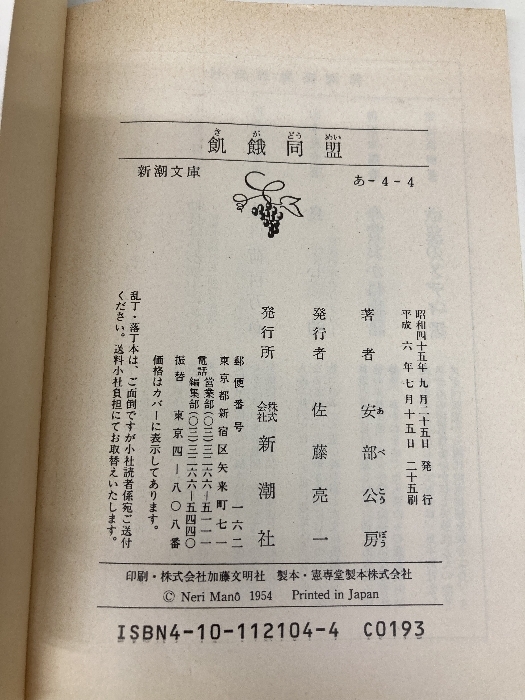 飢餓同盟
き が どう めい
新潮文庫
あ-4-4
昭和四十五年九月二十五日 発行
平成 六 年 七 月 十 五 日 二十五刷
著者 安部公房
あ べ こう ぼう
発行者 佐藤亮一
発行所 株式会社 新潮社
郵便番号 一六二
東京都新宿区矢来町七一
電話 営業部(〇三)三二六六―五一一一
編集部(〇三)三二六六―五四四〇
振替 東京四―八〇八番
価格はカバーに表示してあります。
乱丁・落丁本は、ご面倒ですが小社読者係宛ご送付
ください。送料小社負担にてお取替えいたします。
印刷・株式会社加藤文明社 製本・憲専堂製本株式会社
© Neri Manō 1954 Printed in Japan
ISBN4-10-112104-4 C0193